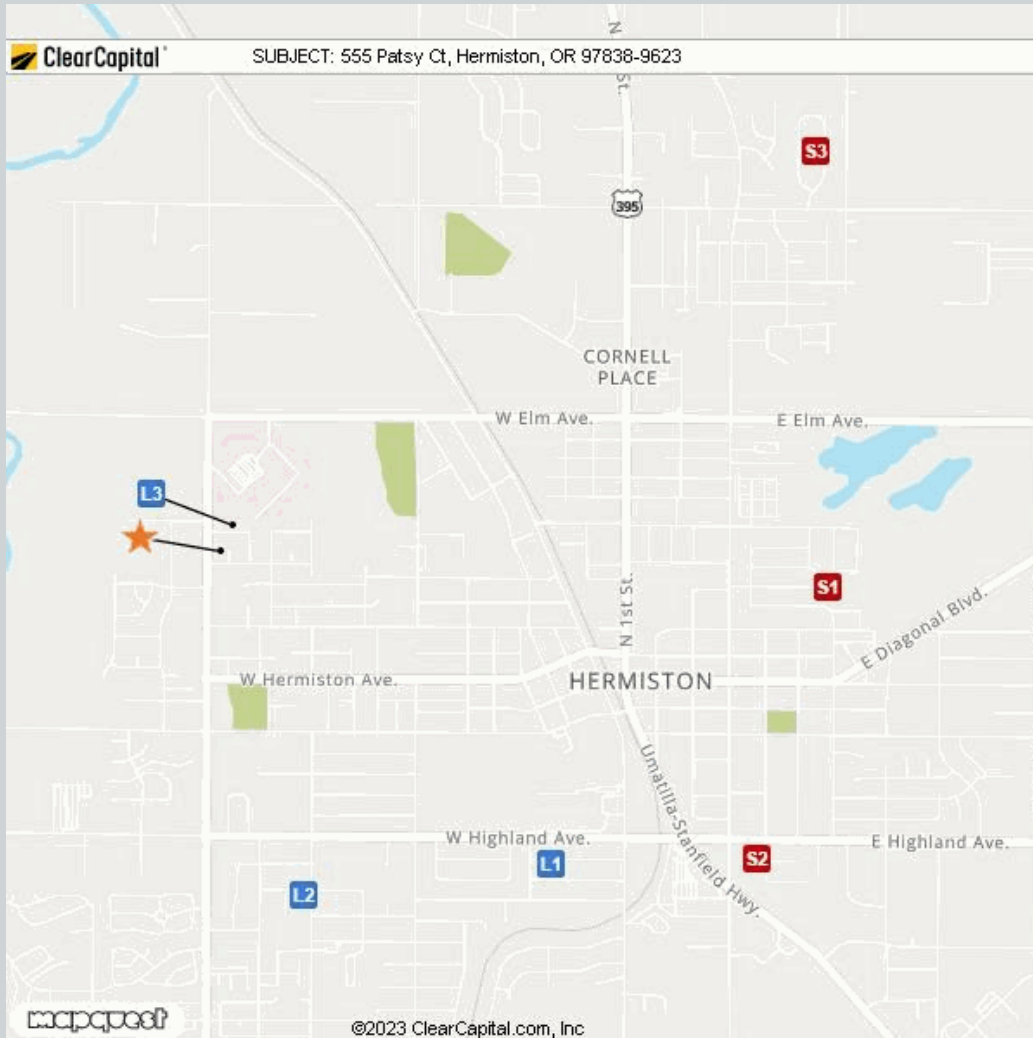 N
ClearCapital
SUBJECT: 555 Patsy Ct, Hermiston, OR 97838-9623
St.
S3
395
CORNELL
PLACE
W Elm Ave.
E Elm Ave.
L3
S1
N 1st St.
E Diagonal Blvd.
W Hermiston Ave.
HERMISTON
Umatilla-Stanfield Hwy.
W Highland Ave.
E Highland Ave.
L1
S2
L2
mapquest
©2023 ClearCapital.com, Inc